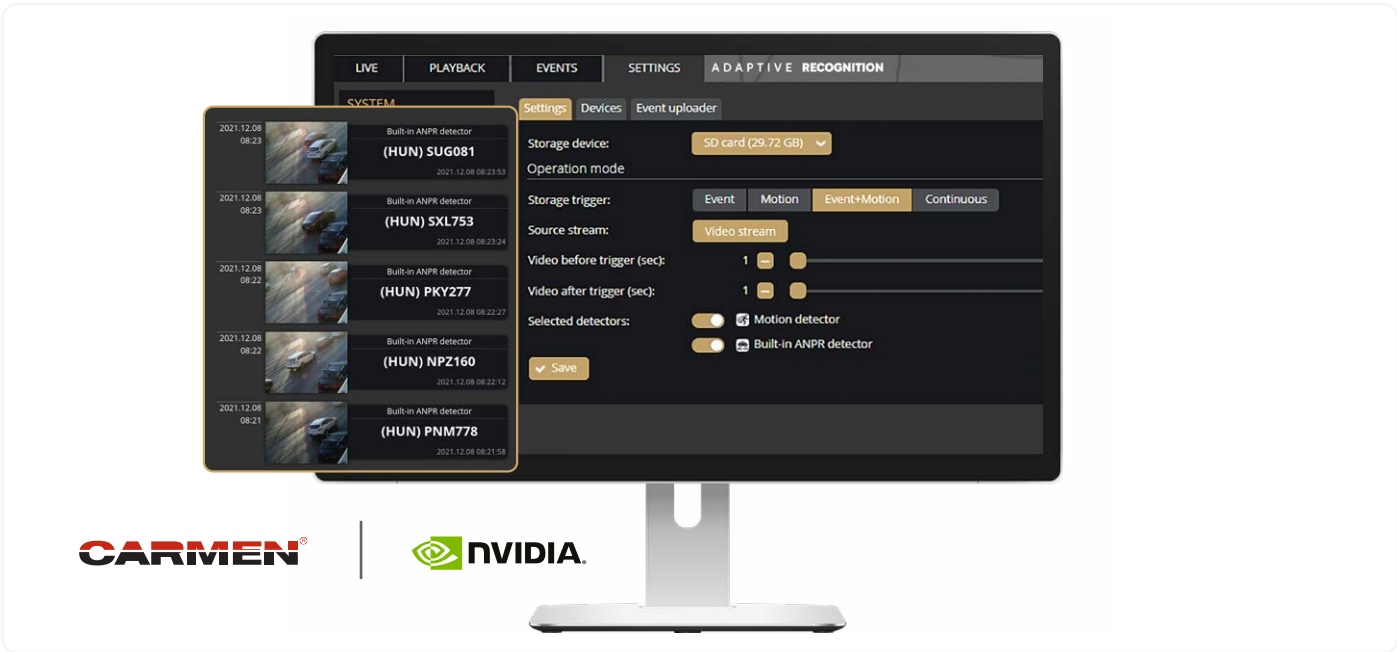 LIVE PLAYBACK EVENTS SETTINGS ADAPTIVE RECOGNITION
SYSTEM
Settings Devices Event uploader
Storage device: SD card (29.72 GB)
Operation mode
Storage trigger: Event Motion Event+Motion Continuous
Source stream: Video stream
Video before trigger (sec): 1
Video after trigger (sec): 1
Selected detectors: Motion detector
Built-in ANPR detector
Save
2021.12.08
08:23
Built-in ANPR detector
(HUN) SUG081
2021.12.08 08:23:53
2021.12.08
08:23
Built-in ANPR detector
(HUN) SXL753
2021.12.08 08:23:24
2021.12.08
08:22
Built-in ANPR detector
(HUN) PKY277
2021.12.08 08:22:27
2021.12.08
08:22
Built-in ANPR detector
(HUN) NPZ160
2021.12.08 08:22:12
2021.12.08
08:21
Built-in ANPR detector
(HUN) PNM778
2021.12.08 08:21:58
CARMEN®
NVIDIA.